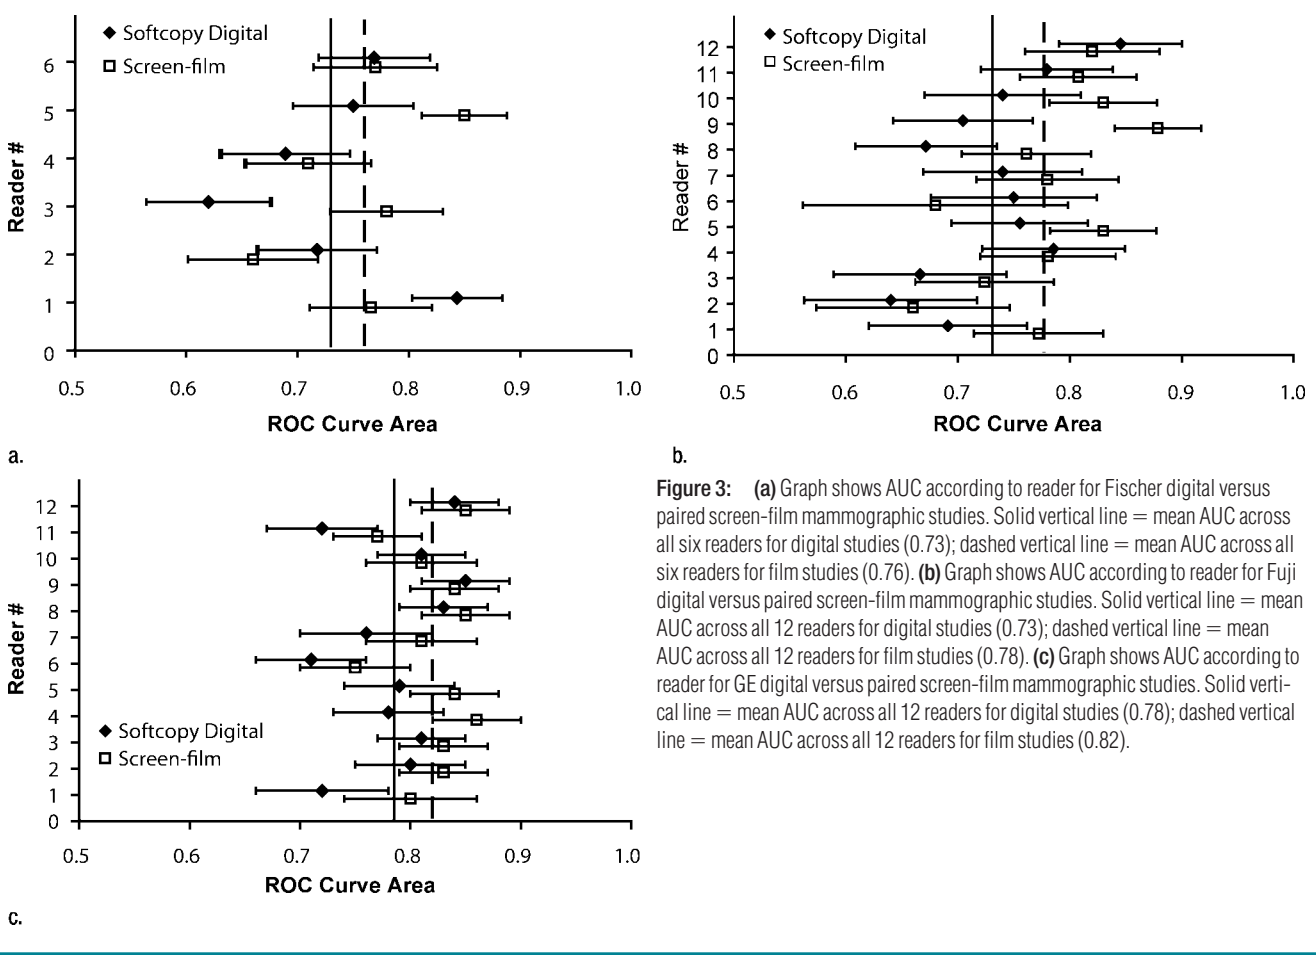 Softcopy Digital
Screen-film
6
5
4
3
2
1
0
Reader #
0.5 0.6 0.7 0.8 0.9 1.0
ROC Curve Area
a.
Softcopy Digital
Screen-film
12
11
10
9
8
7
6
5
4
3
2
1
0
Reader #
0.5 0.6 0.7 0.8 0.9 1.0
ROC Curve Area
b.
12
11
10
9
8
7
6
5
4
3
2
1
0
Reader #
Softcopy Digital
Screen-film
0.5 0.6 0.7 0.8 0.9 1.0
ROC Curve Area
c.
Figure 3: (a) Graph shows AUC according to reader for Fischer digital versus
paired screen-film mammographic studies. Solid vertical line = mean AUC across
all six readers for digital studies (0.73); dashed vertical line = mean AUC across all
six readers for film studies (0.76). (b) Graph shows AUC according to reader for Fuji
digital versus paired screen-film mammographic studies. Solid vertical line = mean
AUC across all 12 readers for digital studies (0.73); dashed vertical line = mean
AUC across all 12 readers for film studies (0.78). (c) Graph shows AUC according to
reader for GE digital versus paired screen-film mammographic studies. Solid verti-
cal line = mean AUC across all 12 readers for digital studies (0.78); dashed vertical
line = mean AUC across all 12 readers for film studies (0.82).